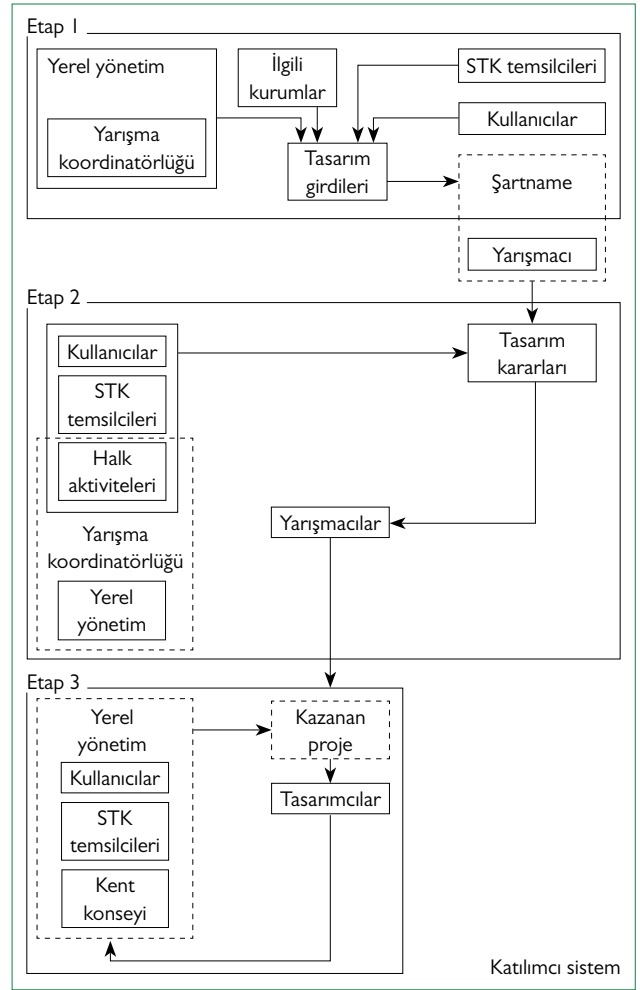 Etap 1
Yerel yönetim
Yarışma
koordinatörlüğü
İlgili
kurumlar
STK temsilcileri
Kullanıcılar
Tasarım
girdileri
Şartname
Yarışmacı
Etap 2
Kullanıcılar
STK
temsilcileri
Halk
aktiviteleri
Yarışma
koordinatörlüğü
Yerel
yönetim
Tasarım
kararları
Yarışmacılar
Etap 3
Yerel
yönetim
Kullanıcılar
STK
temsilcileri
Kent
konseyi
Kazanan
proje
Tasarımcılar
Katılımcı sistem